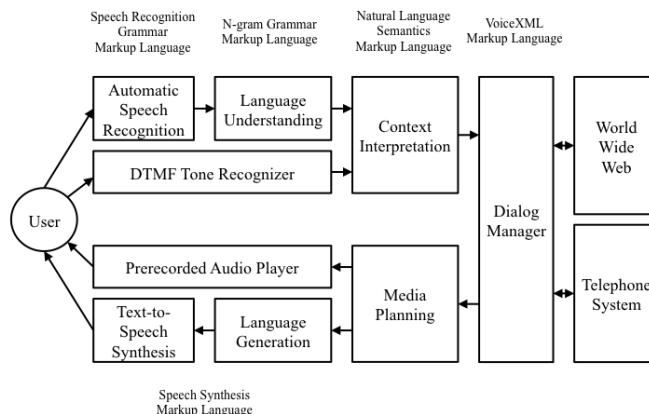 Speech Recognition
Grammar
Markup Language
N-gram Grammar
Markup Language
Natural Language
Semantics
Markup Language
VoiceXML
Markup Language
Automatic
Speech
Recognition
Language
Understanding
Context
Interpretation
DTMF Tone Recognizer
World
Wide
Web
User
Dialog
Manager
Prerecorded Audio Player
Media
Planning
Telephone
System
Text-to-
Speech
Synthesis
Language
Generation
Speech Synthesis
Markup Language